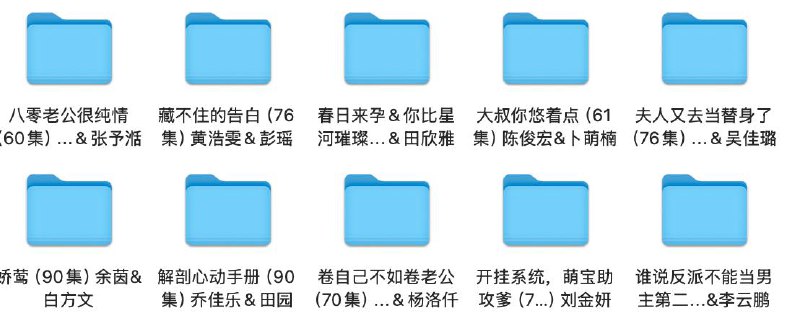 八零老公很纯情
(60集) ...&张予湉
藏不住的告白 (76
集) 黄浩雯&彭瑶
春日来孕&你比星
河璀璨...&田欣雅
大叔你悠着点 (61
集) 陈俊宏&卜萌楠
夫人又去当替身了
(76集) ...&吴佳璐
娇莺 (90集) 余茵&
白方文
解剖心动手册 (90
集) 乔佳乐&田园
卷自己不如卷老公
(70集) ...&杨洛仟
开挂系统，萌宝助
攻爹 (7...) 刘金妍
谁说反派不能当男
主第二...&李云鹏